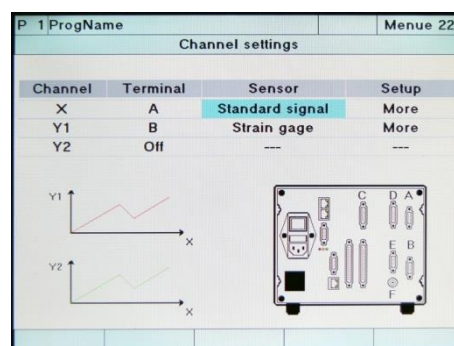 P 1 ProgName Menue 22
Channel settings
Channel Terminal Sensor Setup
X A Standard signal More
Y1 B Strain gage More
Y2 Off --- ---
Y1
X
Y2
X
C D A
E B
F